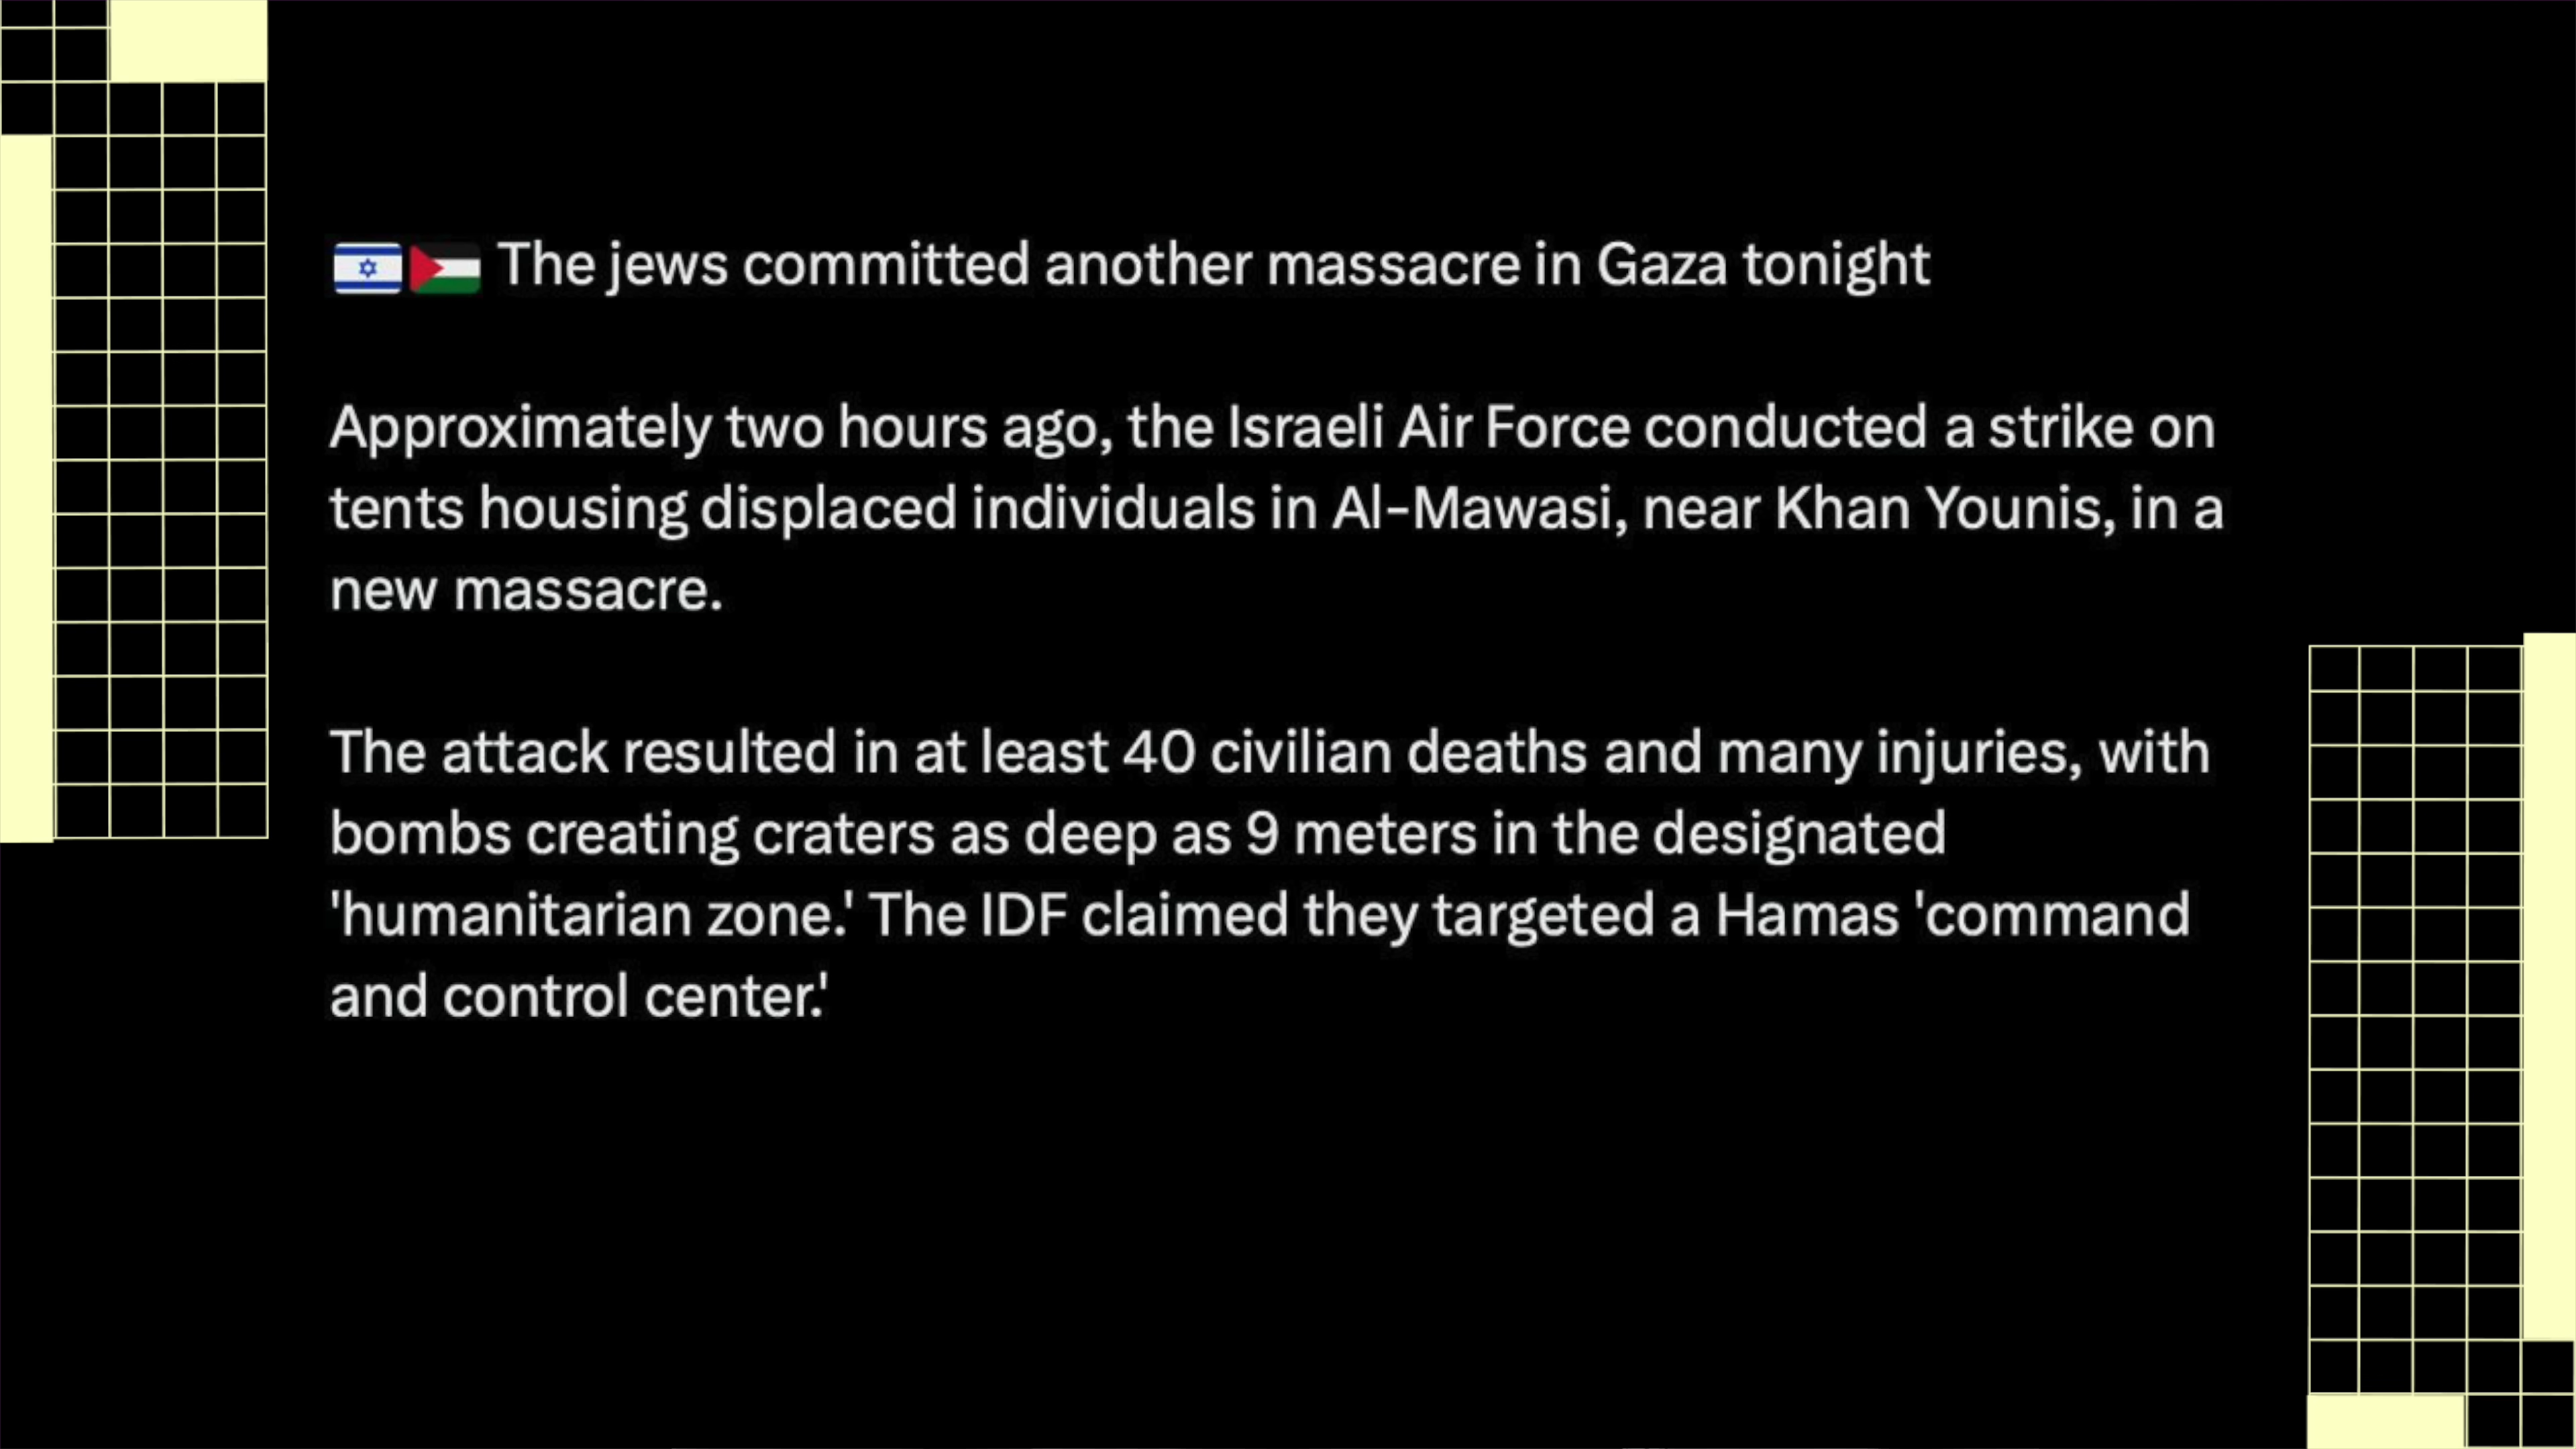 🇮🇱🇵🇸 The jews committed another massacre in Gaza tonight
Approximately two hours ago, the Israeli Air Force conducted a strike on
tents housing displaced individuals in Al-Mawasi, near Khan Younis, in a
new massacre.
The attack resulted in at least 40 civilian deaths and many injuries, with
bombs creating craters as deep as 9 meters in the designated
'humanitarian zone.' The IDF claimed they targeted a Hamas 'command
and control center.'